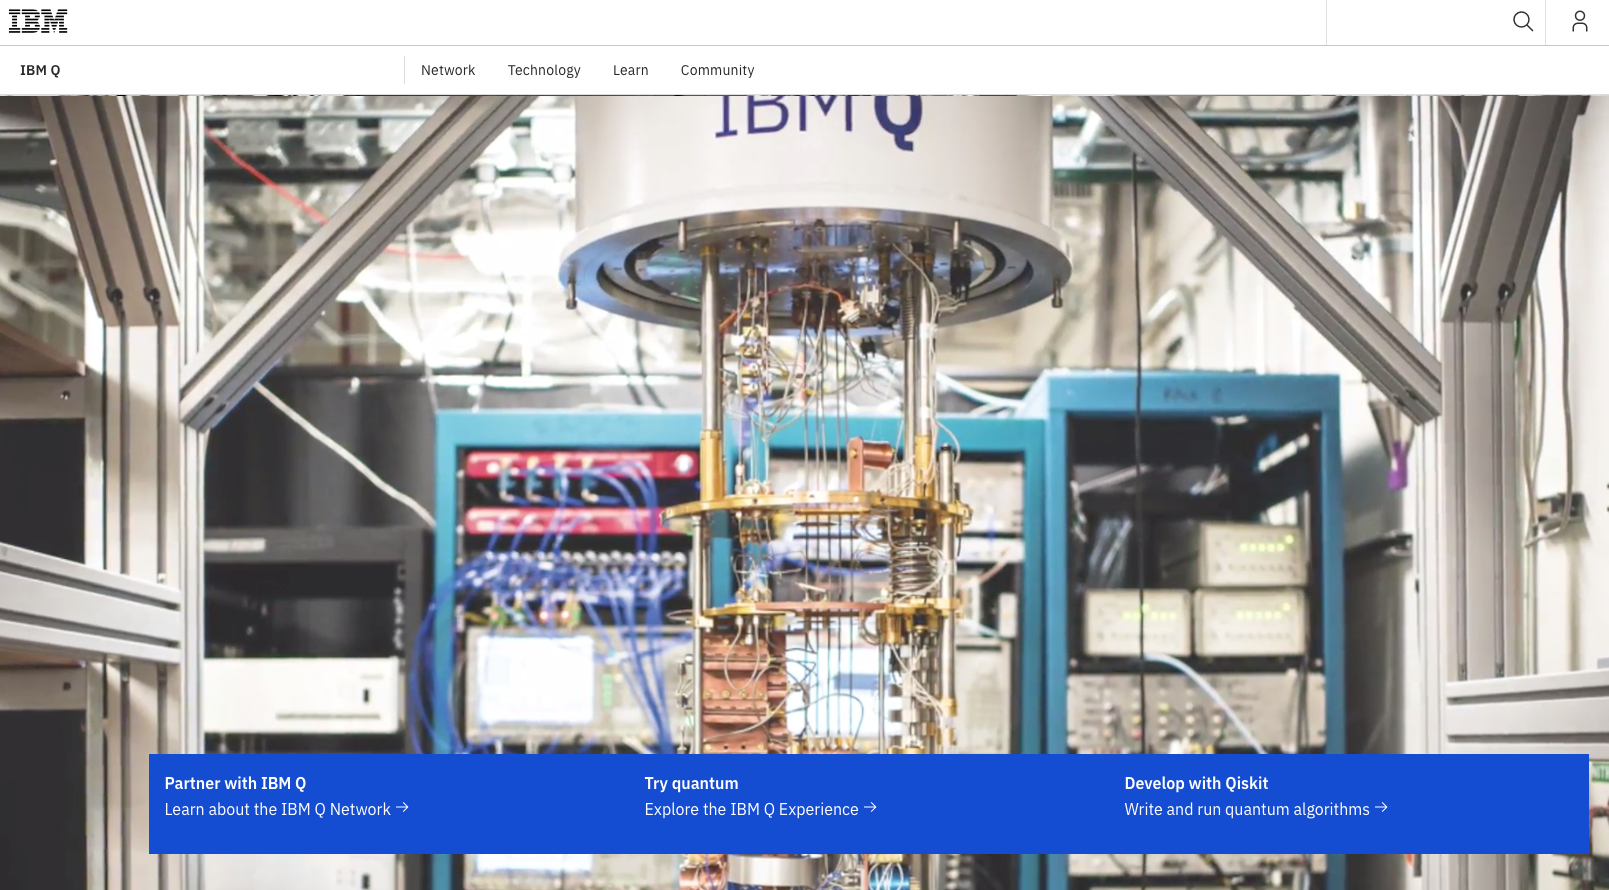 IBM
IBM Q
Network
Technology
Learn
Community
IBM Q
Partner with IBM Q
Learn about the IBM Q Network →
Try quantum
Explore the IBM Q Experience →
Develop with Qiskit
Write and run quantum algorithms →